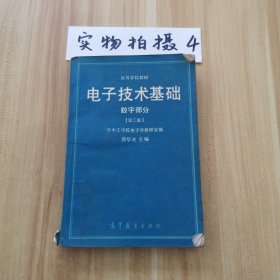 实物拍摄4
高等学校教材
电子技术基础
数字部分
【第三版】
华中工学院电子学教研室编
康华光 主编
高等教育出版社